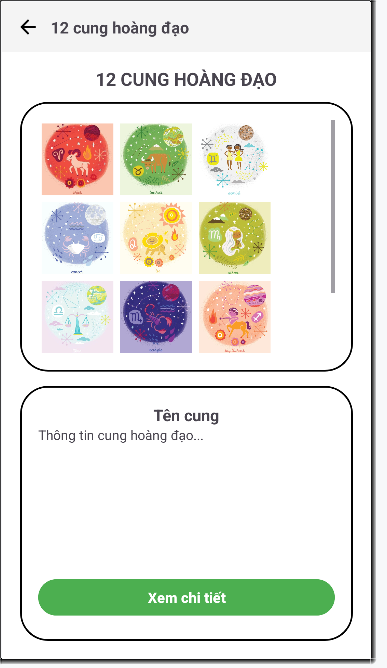 12 cung hoàng đạo
12 CUNG HOÀNG ĐẠO
Tên cung
Thông tin cung hoàng đạo...
Xem chi tiết